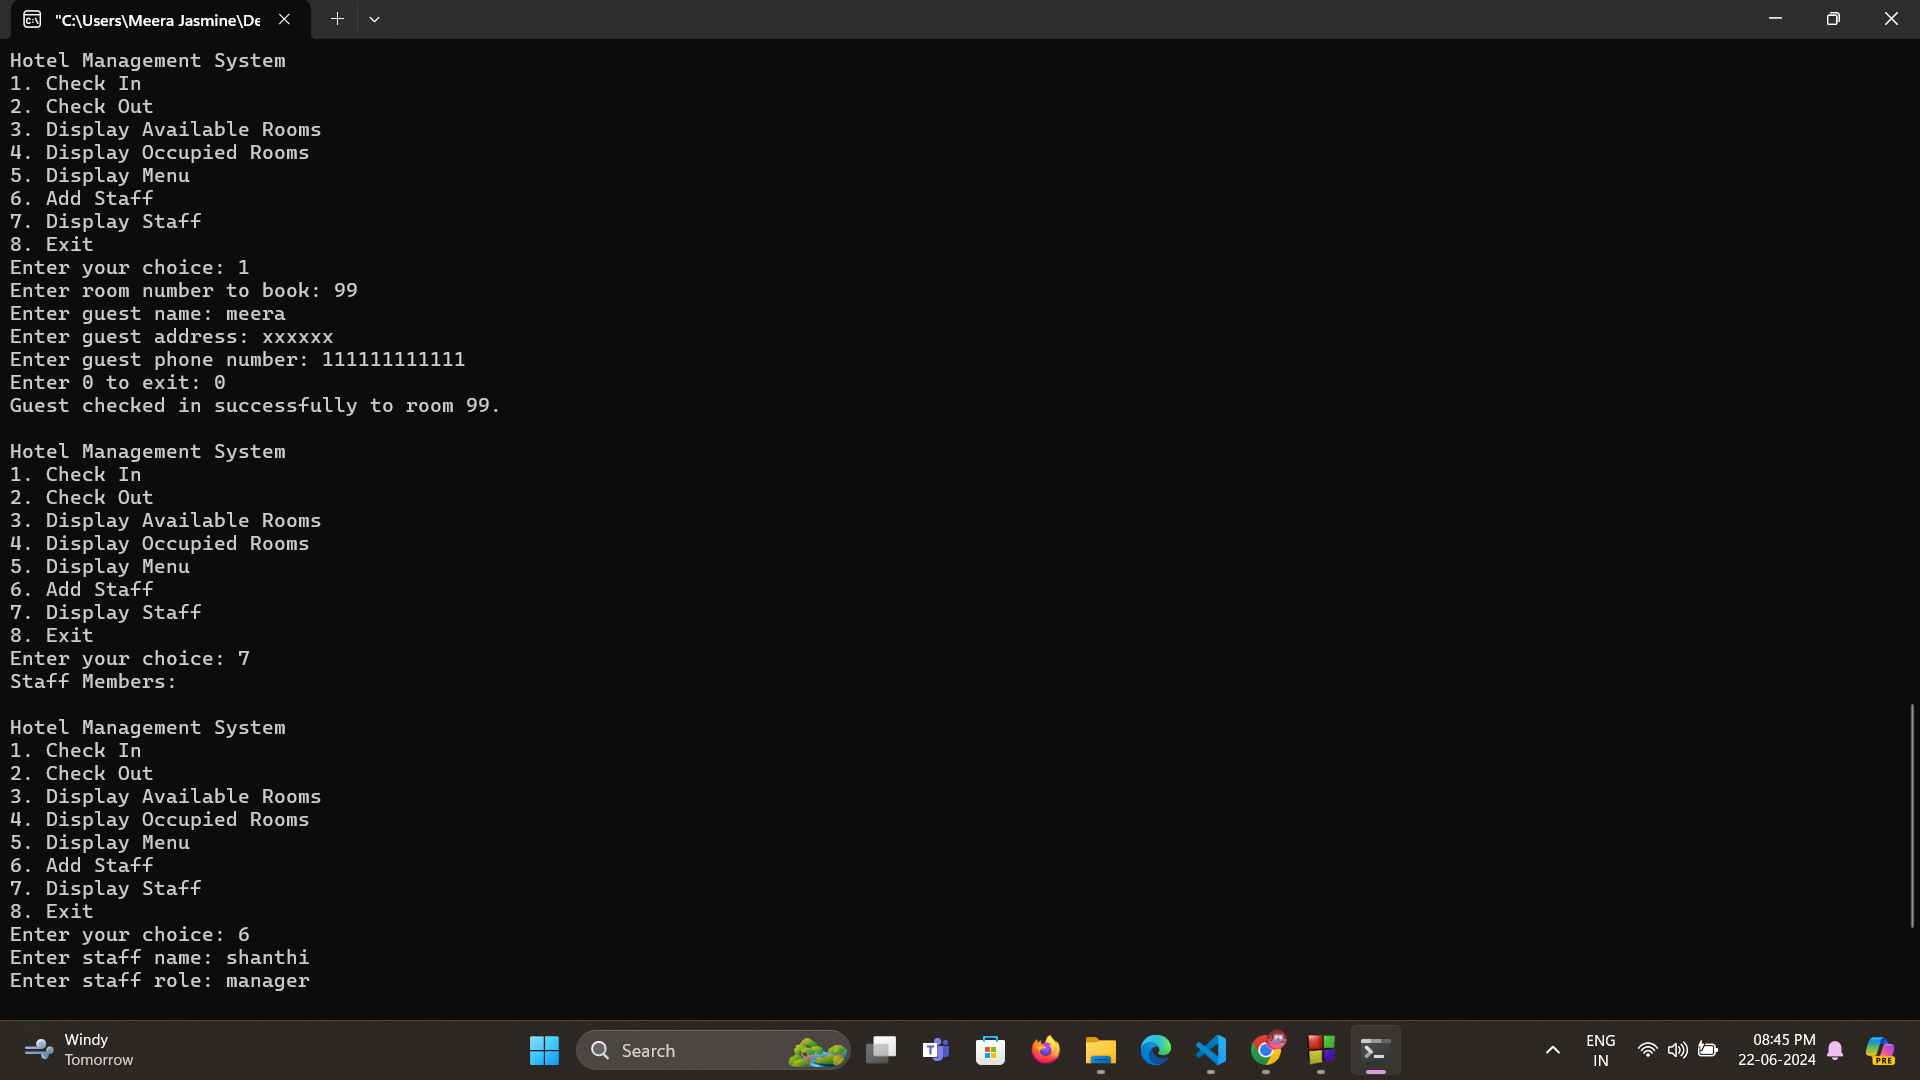 "C:\Users\Meera Jasmine\De
Hotel Management System
1. Check In
2. Check Out
3. Display Available Rooms
4. Display Occupied Rooms
5. Display Menu
6. Add Staff
7. Display Staff
8. Exit
Enter your choice: 1
Enter room number to book: 99
Enter guest name: meera
Enter guest address: xxxxxx
Enter guest phone number: 111111111111
Enter 0 to exit: 0
Guest checked in successfully to room 99.
Hotel Management System
1. Check In
2. Check Out
3. Display Available Rooms
4. Display Occupied Rooms
5. Display Menu
6. Add Staff
7. Display Staff
8. Exit
Enter your choice: 7
Staff Members:
Hotel Management System
1. Check In
2. Check Out
3. Display Available Rooms
4. Display Occupied Rooms
5. Display Menu
6. Add Staff
7. Display Staff
8. Exit
Enter your choice: 6
Enter staff name: shanthi
Enter staff role: manager
Windy
Tomorrow
Search
ENG
IN
08:45 PM
22-06-2024
PRE